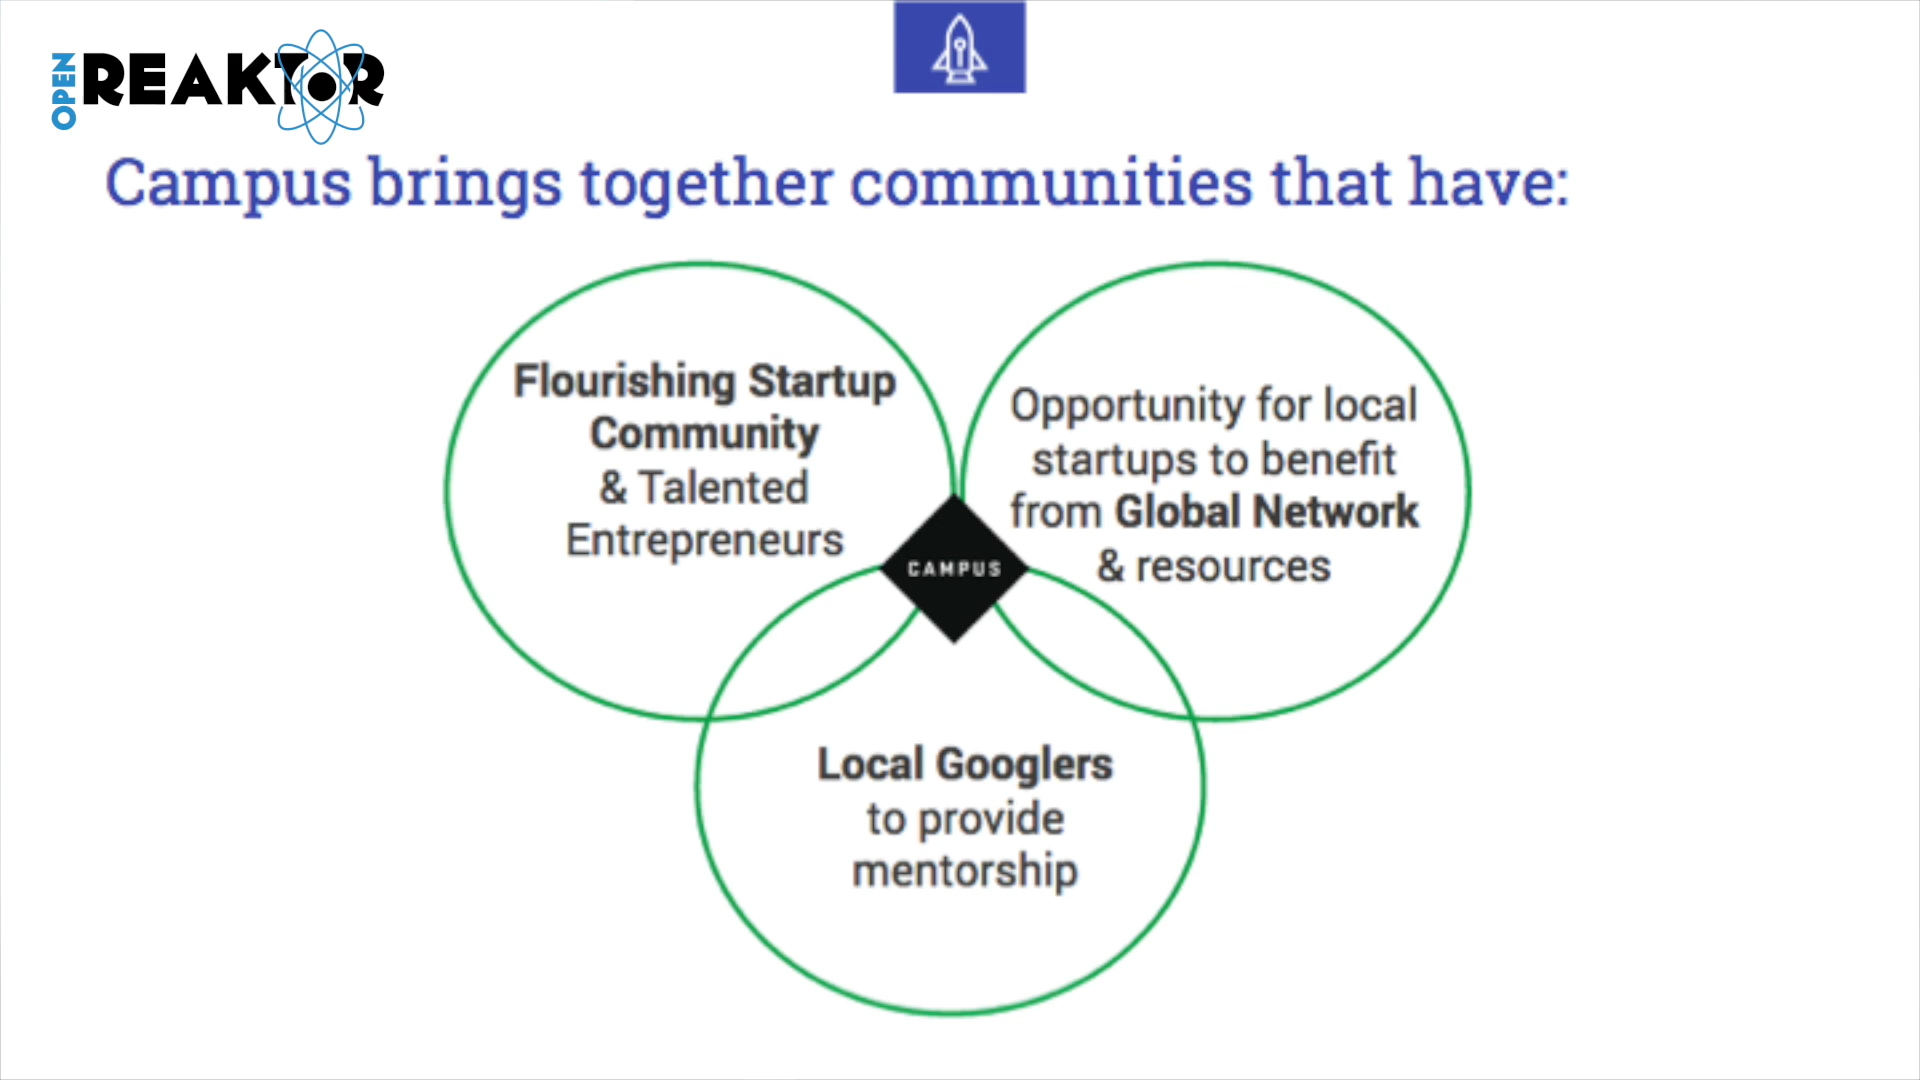 OPEN REAKTOR
Campus brings together communities that have:
Flourishing Startup
Community
& Talented
Entrepreneurs
Opportunity for local
startups to benefit
from Global Network
& resources
CAMPUS
Local Googlers
to provide
mentorship